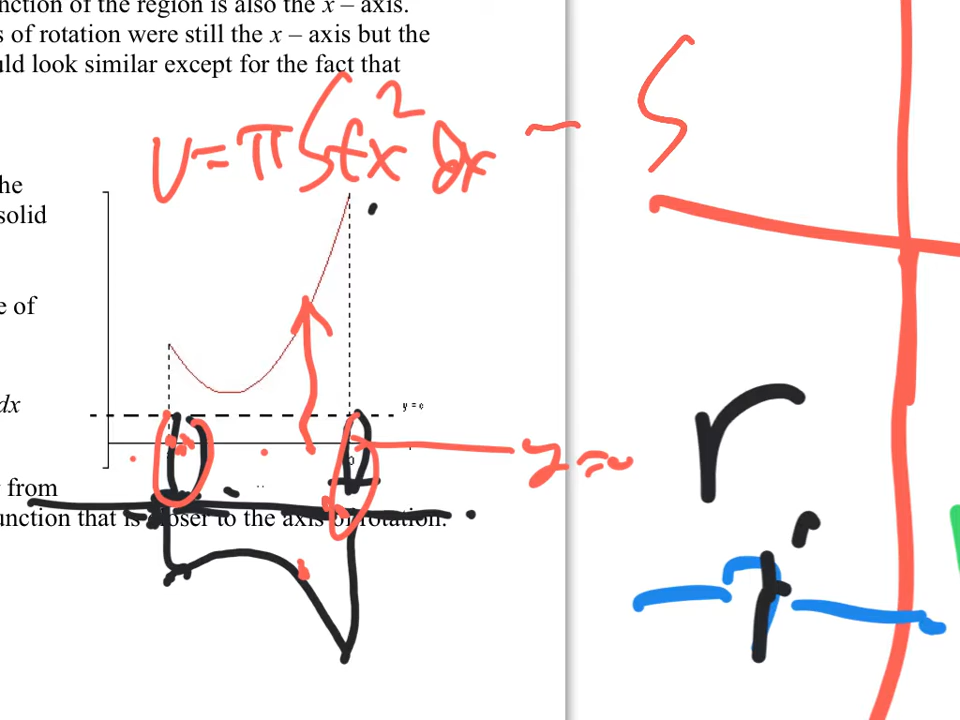 nction of the region is also the x – axis.
s of rotation were still the x – axis but the
uld look similar except for the fact that
V = π ∫ fx² dx – ∫
he
solid
e of
dx
y = c
y = 0
r
r from
unction that is closer to the axis of rotation.
r